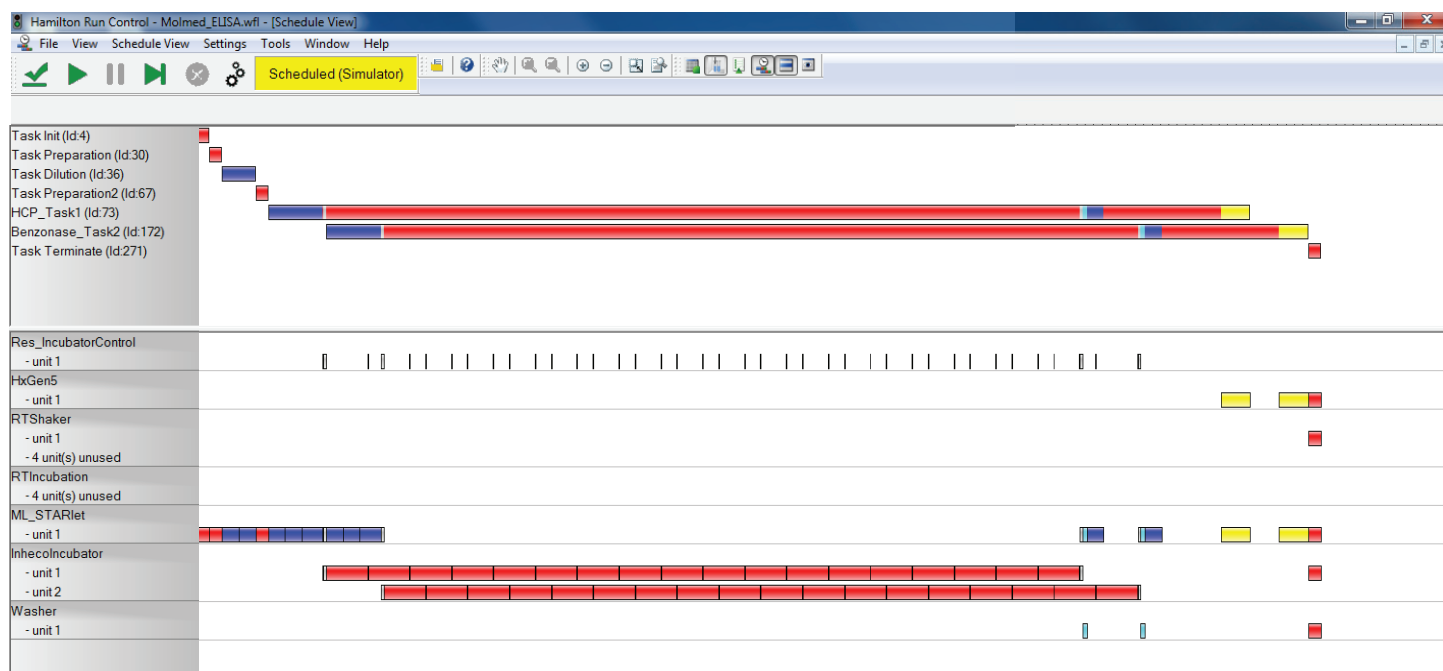 Hamilton Run Control - Molmed_ELISA.wfl - [Schedule View]
File View Schedule View Settings Tools Window Help
Scheduled (Simulator)
Task Init (Id:4)
Task Preparation (Id:30)
Task Dilution (Id:36)
Task Preparation2 (Id:67)
HCP_Task1 (Id:73)
Benzonase_Task2 (Id:172)
Task Terminate (Id:271)
Res_IncubatorControl
- unit 1
HxGen5
- unit 1
RTShaker
- unit 1
- 4 unit(s) unused
RTIncubation
- 4 unit(s) unused
ML_STARlet
- unit 1
InhecoIncubator
- unit 1
- unit 2
Washer
- unit 1